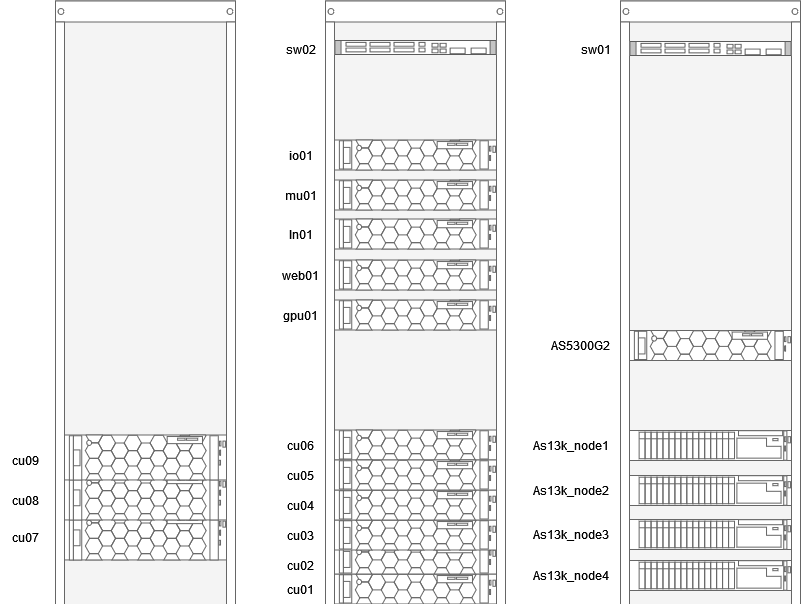 cu09
cu08
cu07
sw02
io01
mu01
ln01
web01
gpu01
cu06
cu05
cu04
cu03
cu02
cu01
sw01
AS5300G2
As13k_node1
As13k_node2
As13k_node3
As13k_node4